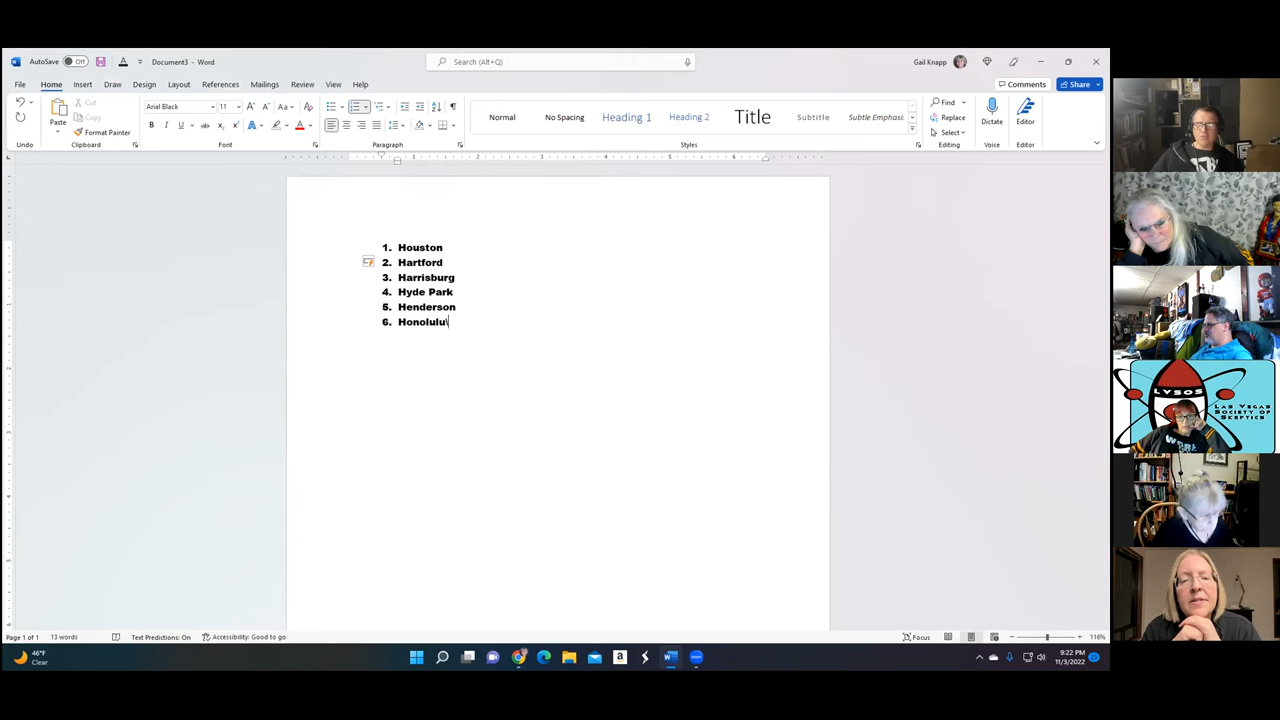 AutoSave Off Document3 - Word Search (Alt+Q) Gail Knapp
File Home Insert Draw Design Layout References Mailings Review View Help Comments Share
Paste Cut Copy Format Painter
Arial Black 11
Normal No Spacing Heading 1 Heading 2 Title Subtitle Subtle Emphasi
Find Replace Select
Dictate Editor
Undo Clipboard Font Paragraph Styles Editing Voice Editor
1. Houston
2. Hartford
3. Harrisburg
4. Hyde Park
5. Henderson
6. Honolulu\
LVSOS
LAS VEGAS
SOCIETY OF
SKEPTICS
Page 1 of 1 13 words Text Predictions: On Accessibility: Good to go Focus 116%
46°F
Clear
9:22 PM
11/3/2022